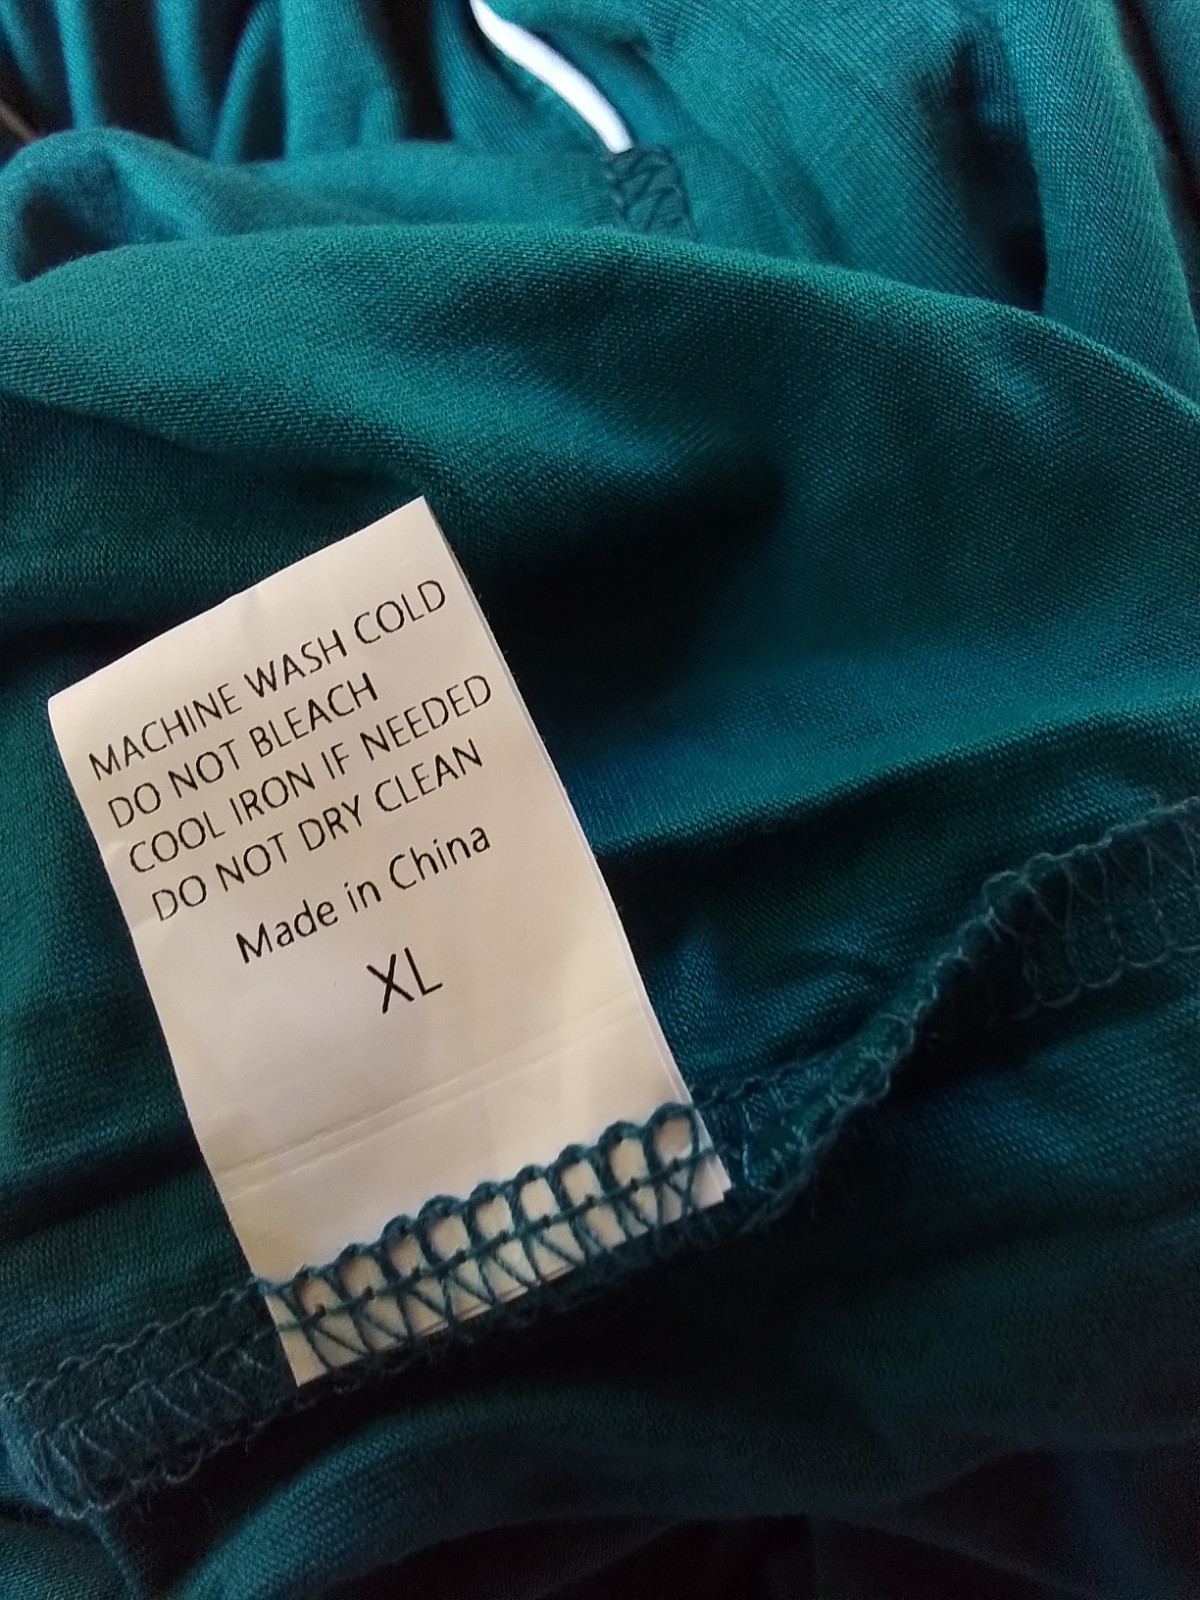 MACHINE WASH COLD
DO NOT BLEACH
COOL IRON IF NEEDED
DO NOT DRY CLEAN
Made in China
XL